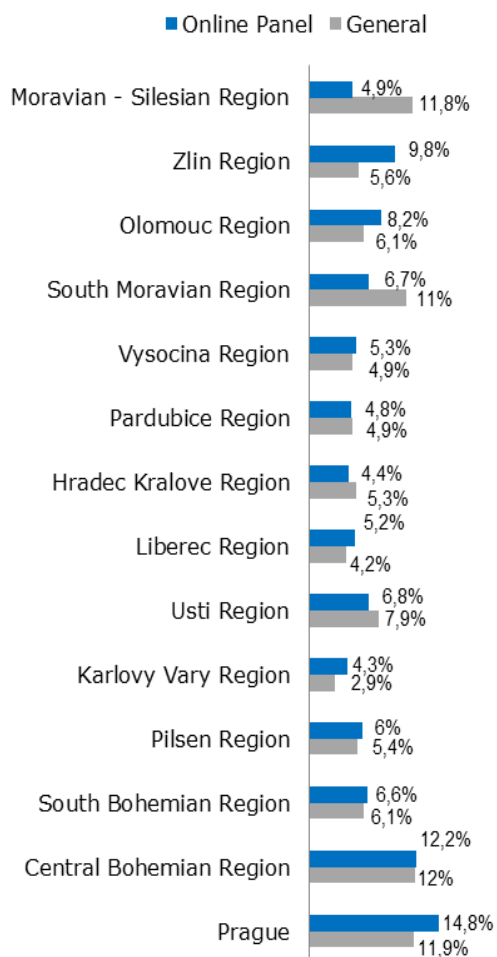 Online Panel General
Moravian - Silesian Region
4,9%
11,8%
Zlin Region
9,8%
5,6%
Olomouc Region
8,2%
6,1%
South Moravian Region
6,7%
11%
Vysocina Region
5,3%
4,9%
Pardubice Region
4,8%
4,9%
Hradec Kralove Region
4,4%
5,3%
Liberec Region
5,2%
4,2%
Usti Region
6,8%
7,9%
Karlovy Vary Region
4,3%
2,9%
Pilsen Region
6%
5,4%
South Bohemian Region
6,6%
6,1%
Central Bohemian Region
12,2%
12%
Prague
14,8%
11,9%